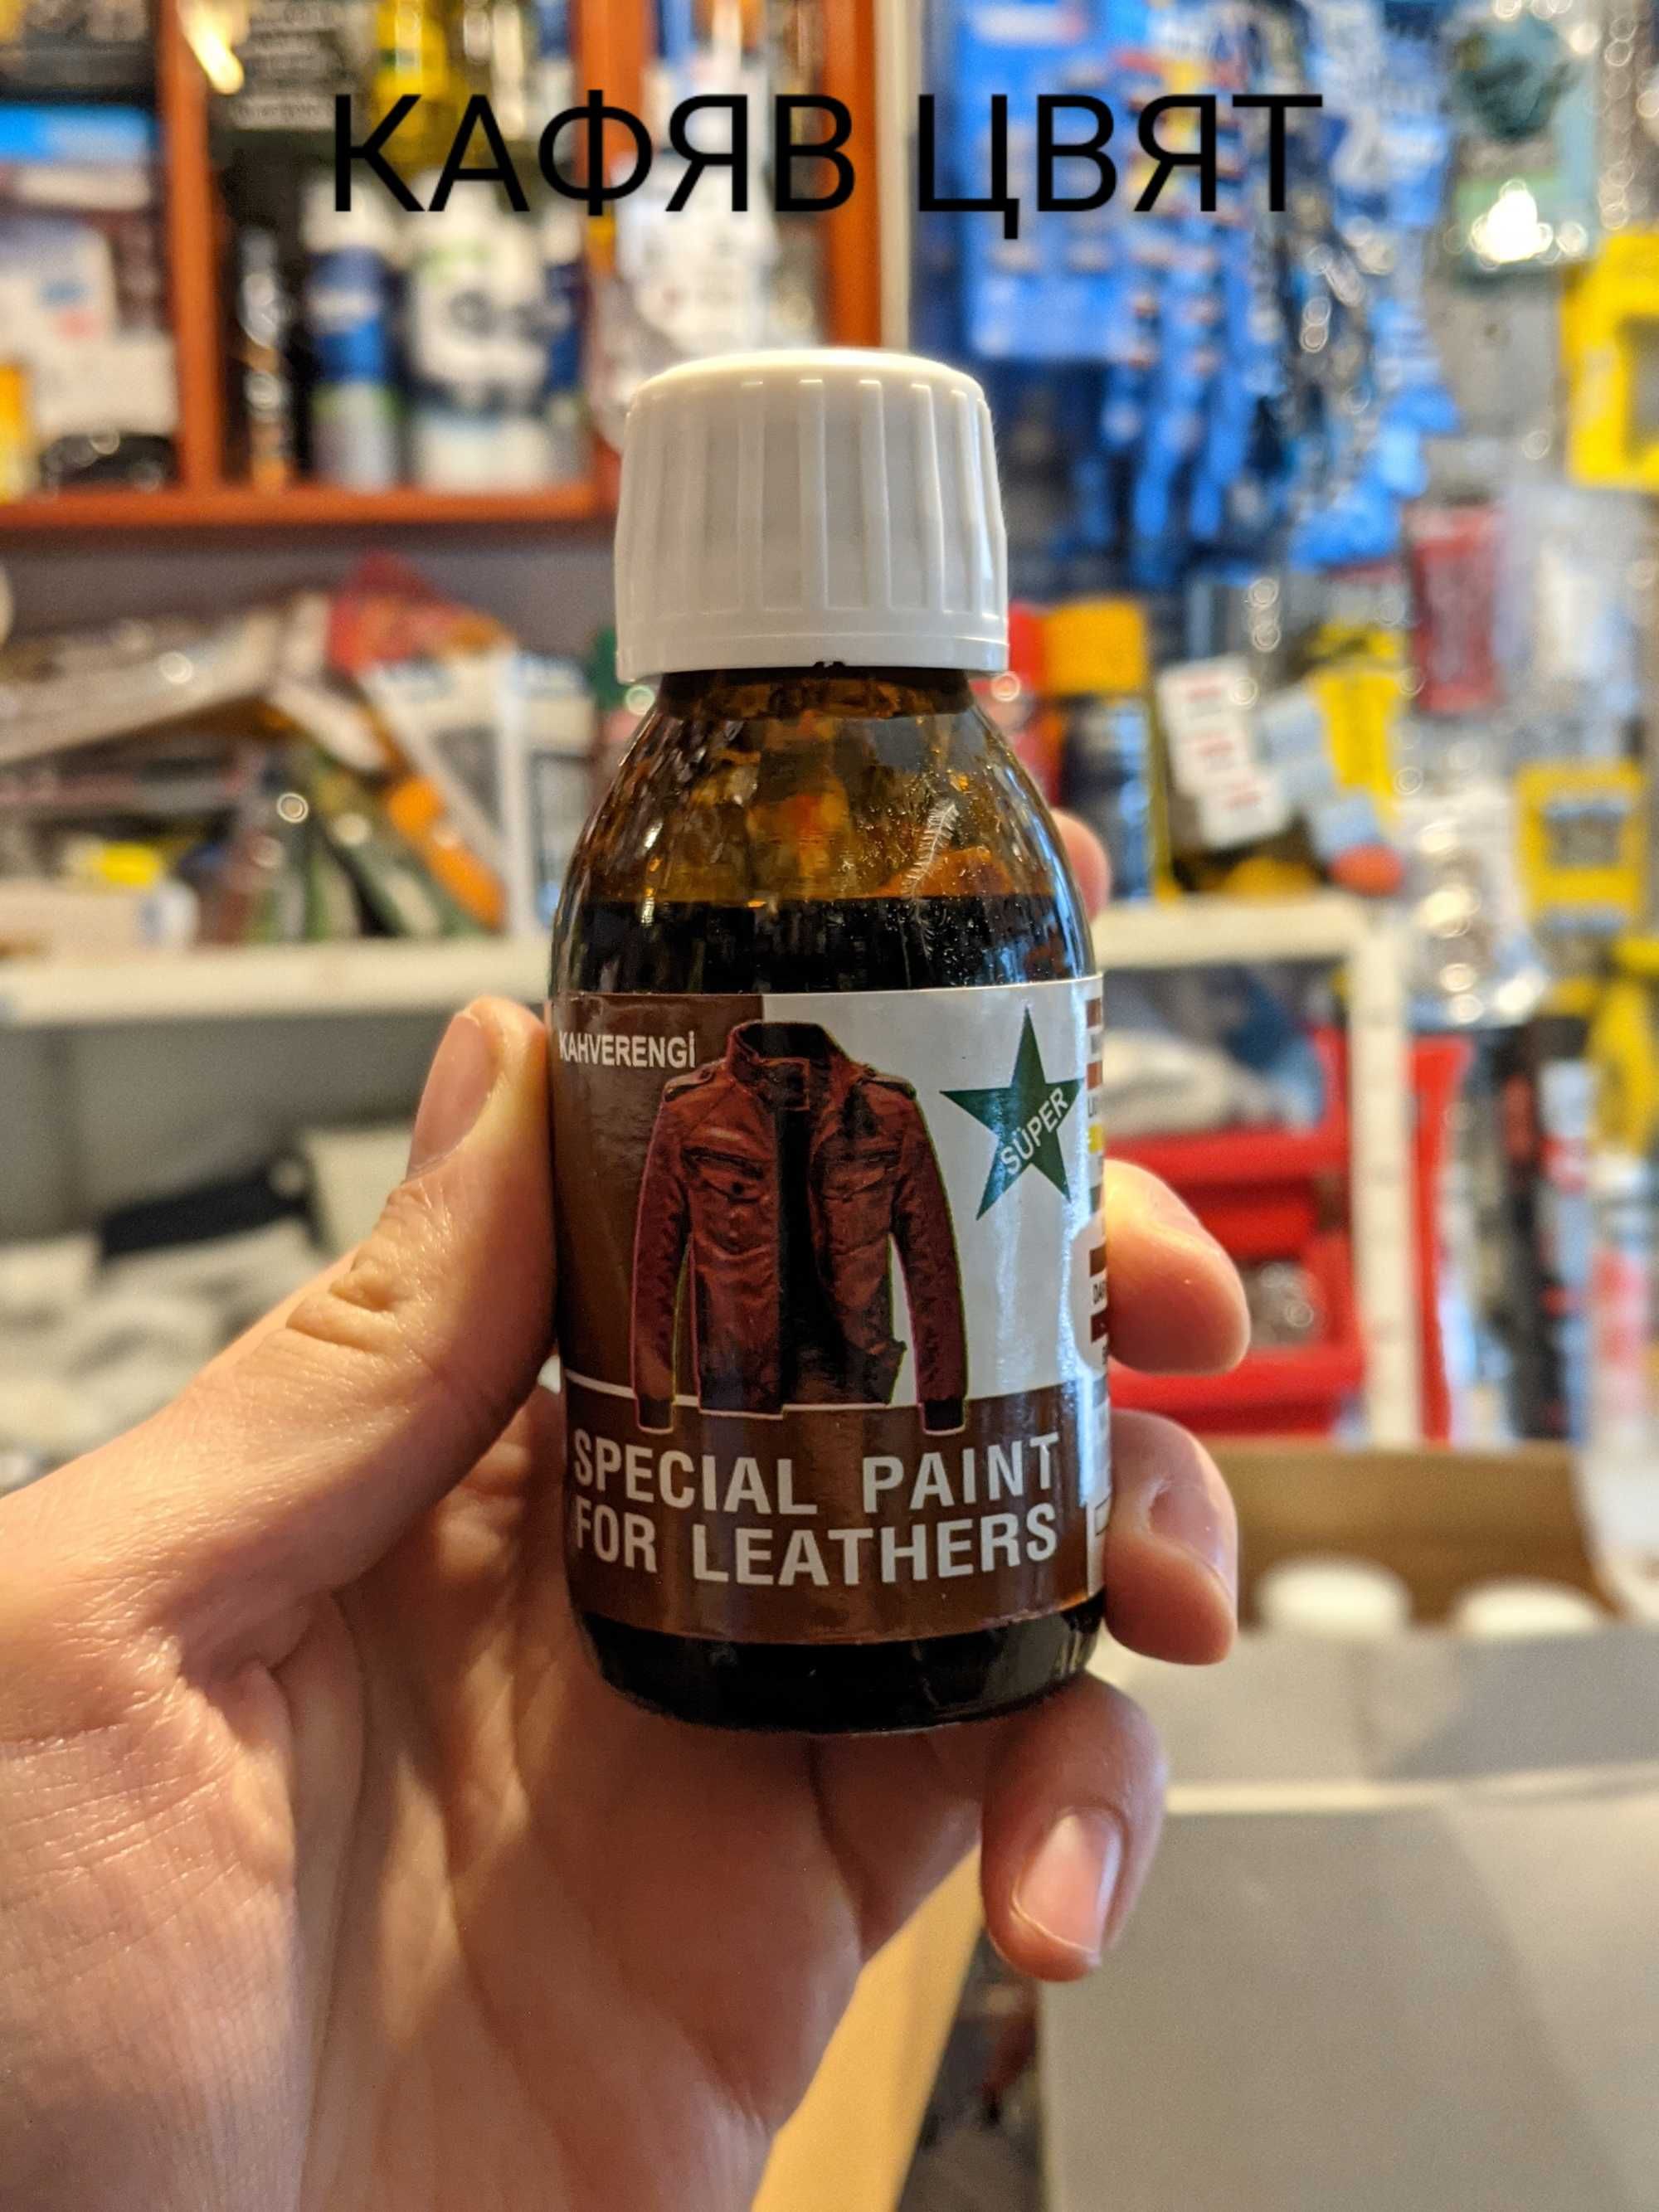 КАФЯВ ЦВЯТ
KAHVERENGİ
SÜPER
SPECIAL PAINT
FOR LEATHERS